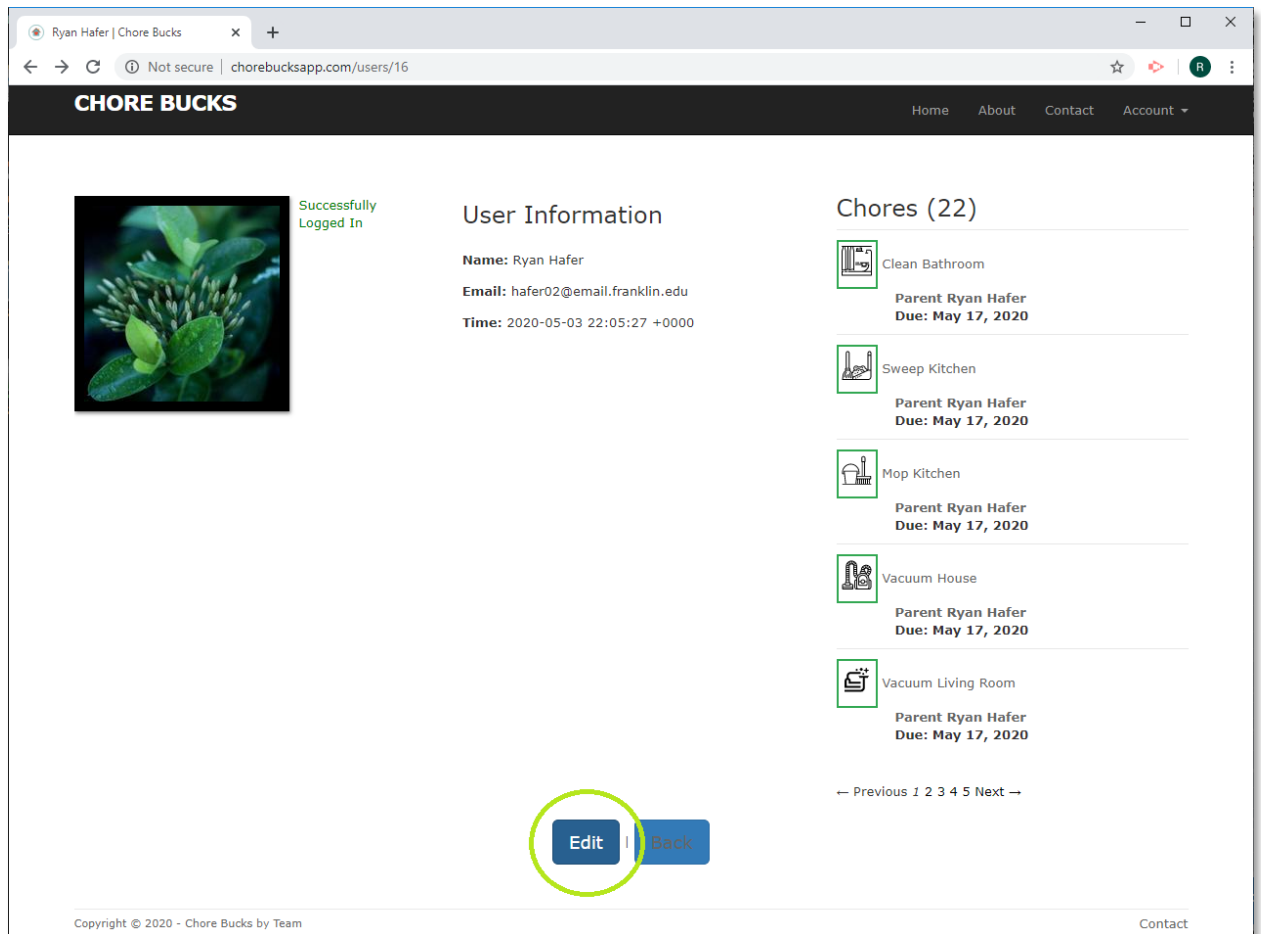 Ryan Hafer | Chore Bucks
Not secure | chorebucksapp.com/users/16
R
CHORE BUCKS
Home About Contact Account
Successfully
Logged In
User Information
Name: Ryan Hafer
Email: hafer02@email.franklin.edu
Time: 2020-05-03 22:05:27 +0000
Chores (22)
Clean Bathroom
Parent Ryan Hafer
Due: May 17, 2020
Sweep Kitchen
Parent Ryan Hafer
Due: May 17, 2020
Mop Kitchen
Parent Ryan Hafer
Due: May 17, 2020
Vacuum House
Parent Ryan Hafer
Due: May 17, 2020
Vacuum Living Room
Parent Ryan Hafer
Due: May 17, 2020
← Previous 1 2 3 4 5 Next →
Edit | Back
Copyright © 2020 - Chore Bucks by Team
Contact